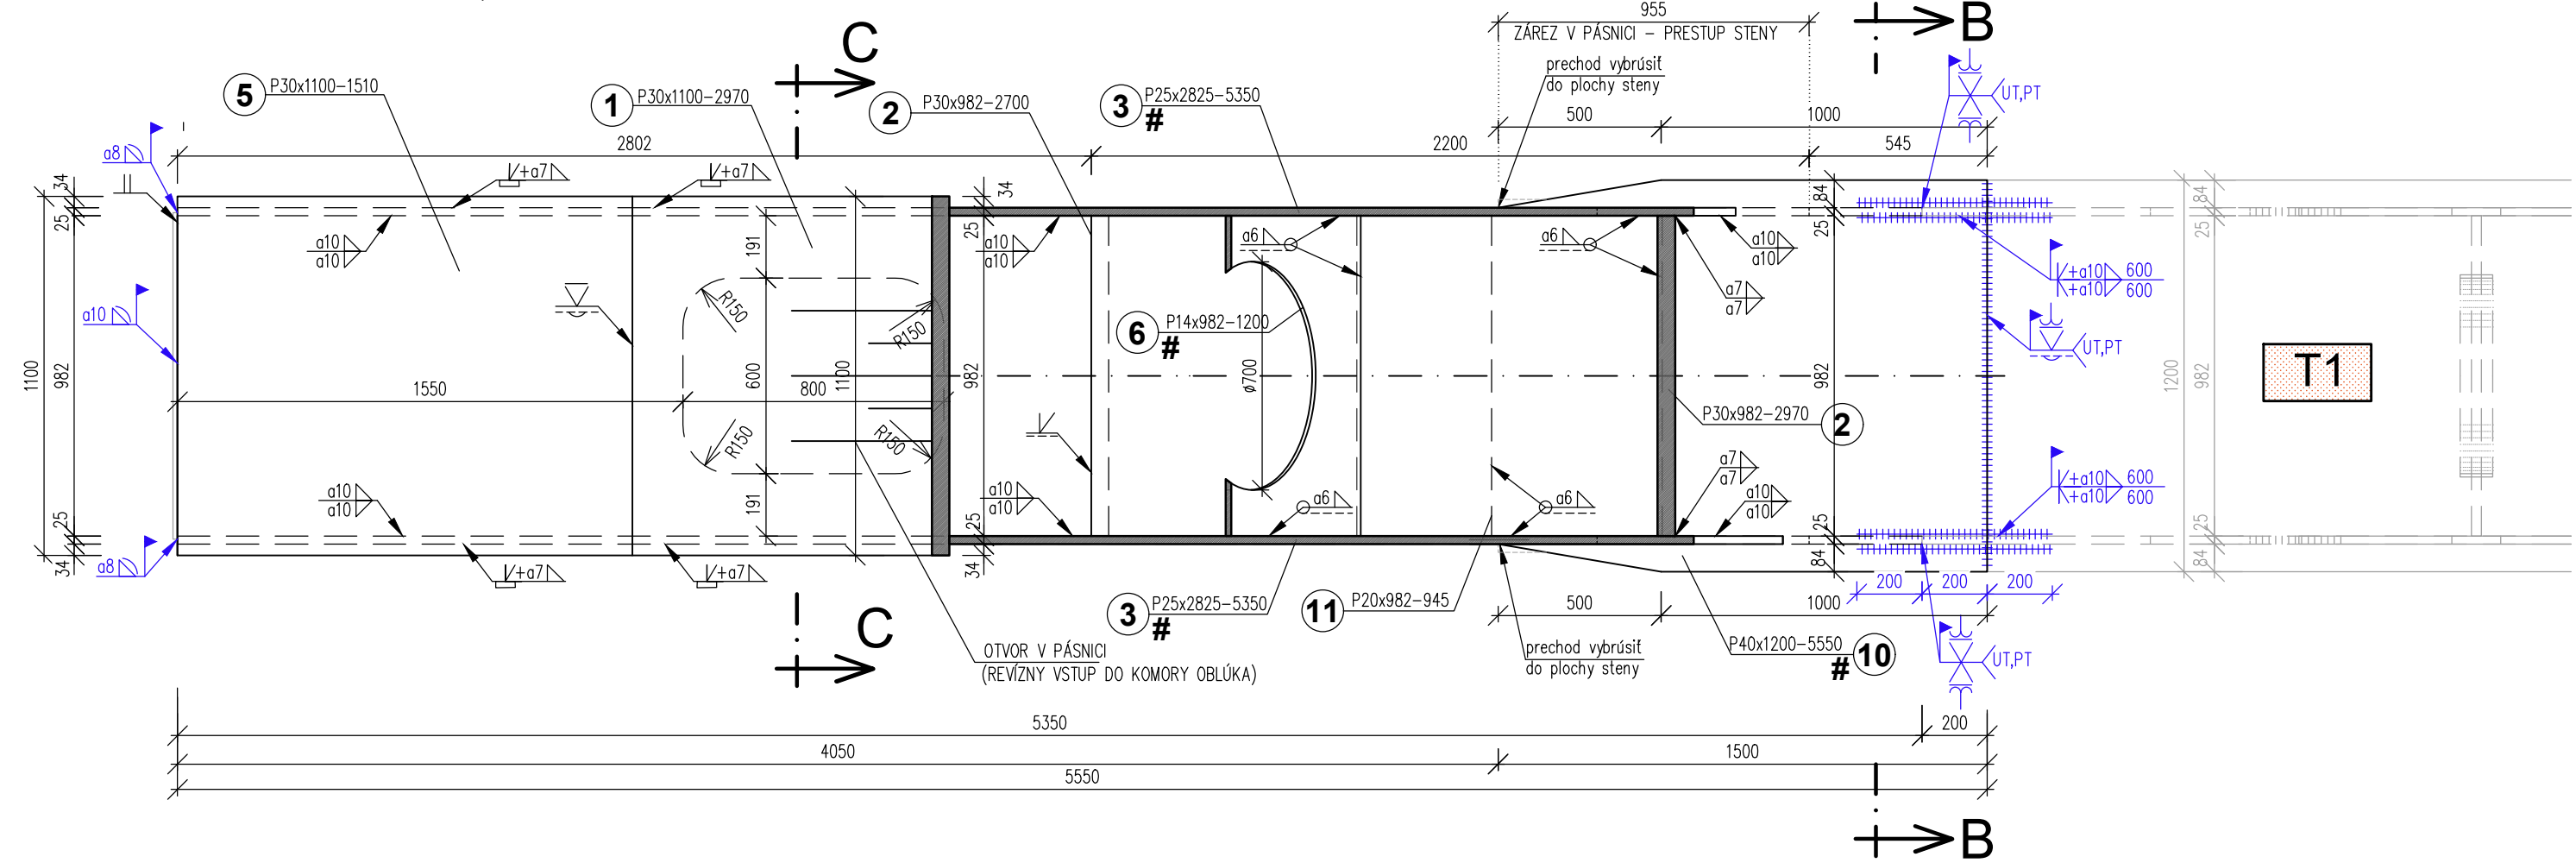 955
ZÁREZ V PÁSNICI – PRESTUP STENY
B
C
prechod vybrúsiť
do plochy steny
UT,PT
5
P30x1100–1510
1
P30x1100–2970
2
P30x982–2700
3
P25x2825–5350
#
500
1000
2802
2200
545
a8
34
25
+a7
+a7
34
25
84
25
84
25
a10
a10
a10
a10
a6
a6
a10
a10
191
R150
R150
a7
a7
+a10 600
+a10 600
a10
6
P14x982–1200
#
UT,PT
T1
1100
982
1550
600
800
1100
982
ø700
982
1200
982
P30x982–2970
2
R150
R150
191
a10
a10
a10
a10
a6
a6
a7
a7
a10
a10
+a10 600
+a10 600
25
34
a8
+a7
+a7
25
34
25
84
25
84
3
P25x2825–5350
#
11
P20x982–945
500
1000
200
200
200
C
OTVOR V PÁSNICI
(REVÍZNY VSTUP DO KOMORY OBLÚKA)
prechod vybrúsiť
do plochy steny
P40x1200–5550
#
10
UT,PT
5350
200
4050
1500
5550
B